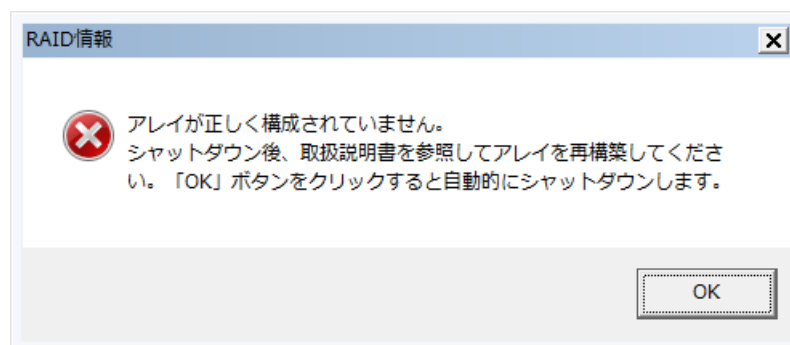 RAID情報
アレイが正しく構成されていません。
シャットダウン後、取扱説明書を参照してアレイを再構築してくださ
い。「OK」ボタンをクリックすると自動的にシャットダウンします。
OK